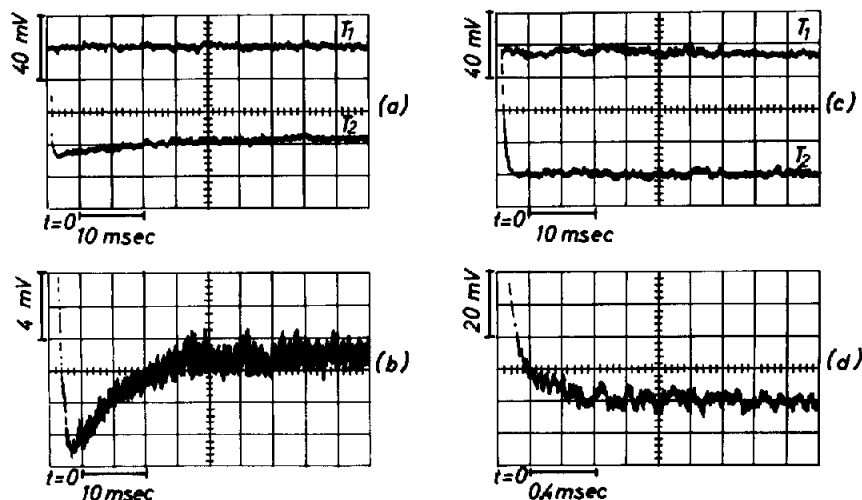 40 mV
T1
T2
(a)
t=0
10 msec
40 mV
T1
T2
(c)
t=0
10 msec
4 mV
(b)
t=0
10 msec
20 mV
(d)
t=0
0,4 msec